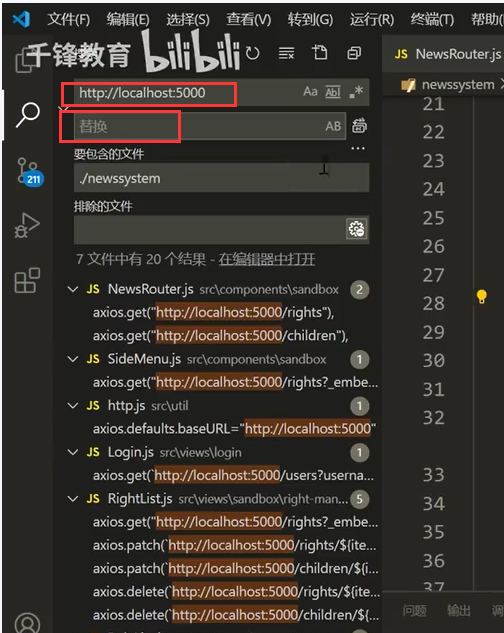 文件(F) 编辑(E) 选择(S) 查看(V) 转到(G) 运行(R) 终端(T) 帮助(
千锋教育 bilibili
JS NewsRouter.js
http://localhost:5000 Aa Ab .*
newssystem
替换 AB
要包含的文件 ...
./newssystem
排除的文件
211
7 文件中有 20 个结果 - 在编辑器中打开
JS NewsRouter.js src\components\sandbox 2
axios.get("http://localhost:5000/rights"),
axios.get("http://localhost:5000/children"),
JS SideMenu.js src\components\sandbox 1
axios.get("http://localhost:5000/rights?_embe...
JS http.js src\util 1
axios.defaults.baseURL="http://localhost:5000"
JS Login.js src\views\login 1
axios.get(`http://localhost:5000/users?userna...
JS RightList.js src\views\sandbox\right-man... 5
axios.get("http://localhost:5000/rights?_embe...
axios.patch(`http://localhost:5000/rights/${ite...
axios.patch(`http://localhost:5000/children/${i...
axios.delete(`http://localhost:5000/rights/${ite...
axios.delete(`http://localhost:5000/children/${...
21
22
23
24
25
26
27
28
29
30
31
32
33
34
35
36
37
问题 输出 调